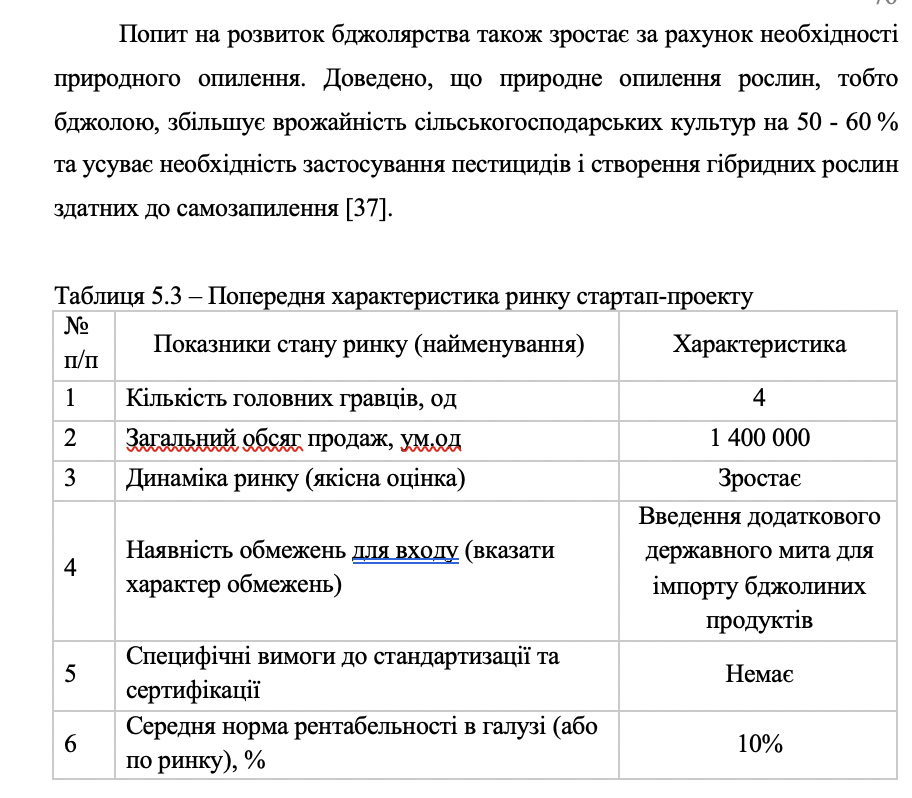 Попит на розвиток бджолярства також зростає за рахунок необхідності
природного опилення. Доведено, що природне опилення рослин, тобто
бджолою, збільшує врожайність сільськогосподарських культур на 50 - 60 %
та усуває необхідність застосування пестицидів і створення гібридних рослин
здатних до самозапилення [37].
Таблиця 5.3 – Попередня характеристика ринку стартап-проекту
№
п/п
Показники стану ринку (найменування)
Характеристика
1
Кількість головних гравців, од
4
2
Загальний обсяг продаж, ум.од
1 400 000
3
Динаміка ринку (якісна оцінка)
Зростає
4
Наявність обмежень для входу (вказати
характер обмежень)
Введення додаткового
державного мита для
імпорту бджолиних
продуктів
5
Специфічні вимоги до стандартизації та
сертифікації
Немає
6
Середня норма рентабельності в галузі (або
по ринку), %
10%